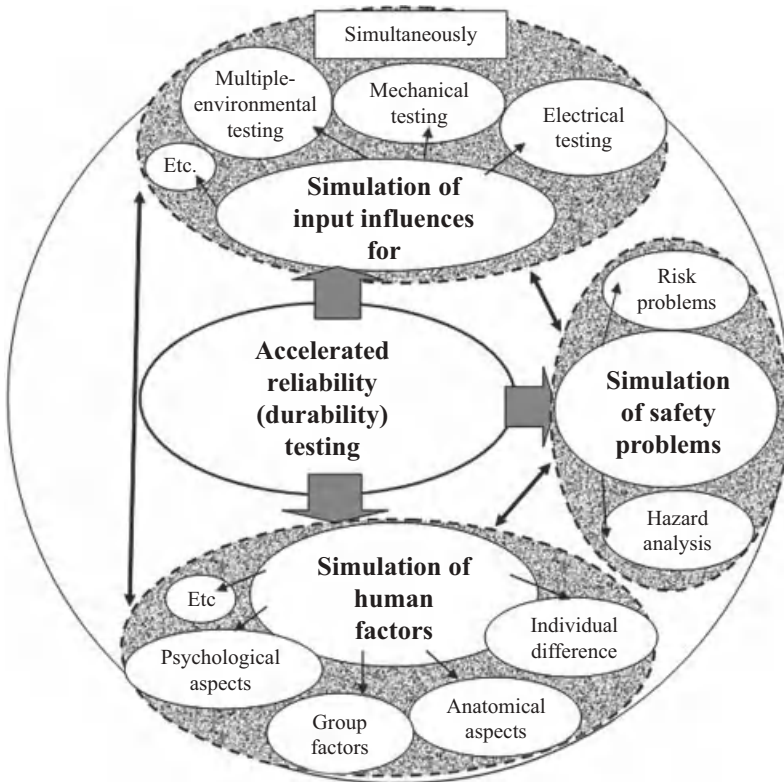 Simultaneously
Multiple-
environmental
testing
Mechanical
testing
Electrical
testing
Etc.
Simulation of
input influences
for
Risk
problems
Accelerated
reliability
(durability)
testing
Simulation
of safety
problems
Hazard
analysis
Simulation of
human
factors
Etc
Individual
difference
Psychological
aspects
Group
factors
Anatomical
aspects